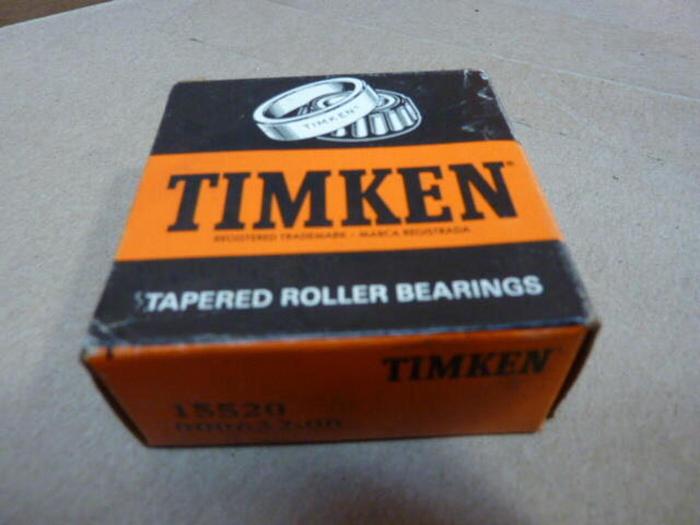 TIMKEN
TIMKEN
REGISTERED TRADEMARK - MARCA REGISTRADA
TAPERED ROLLER BEARINGS
TIMKEN
15520